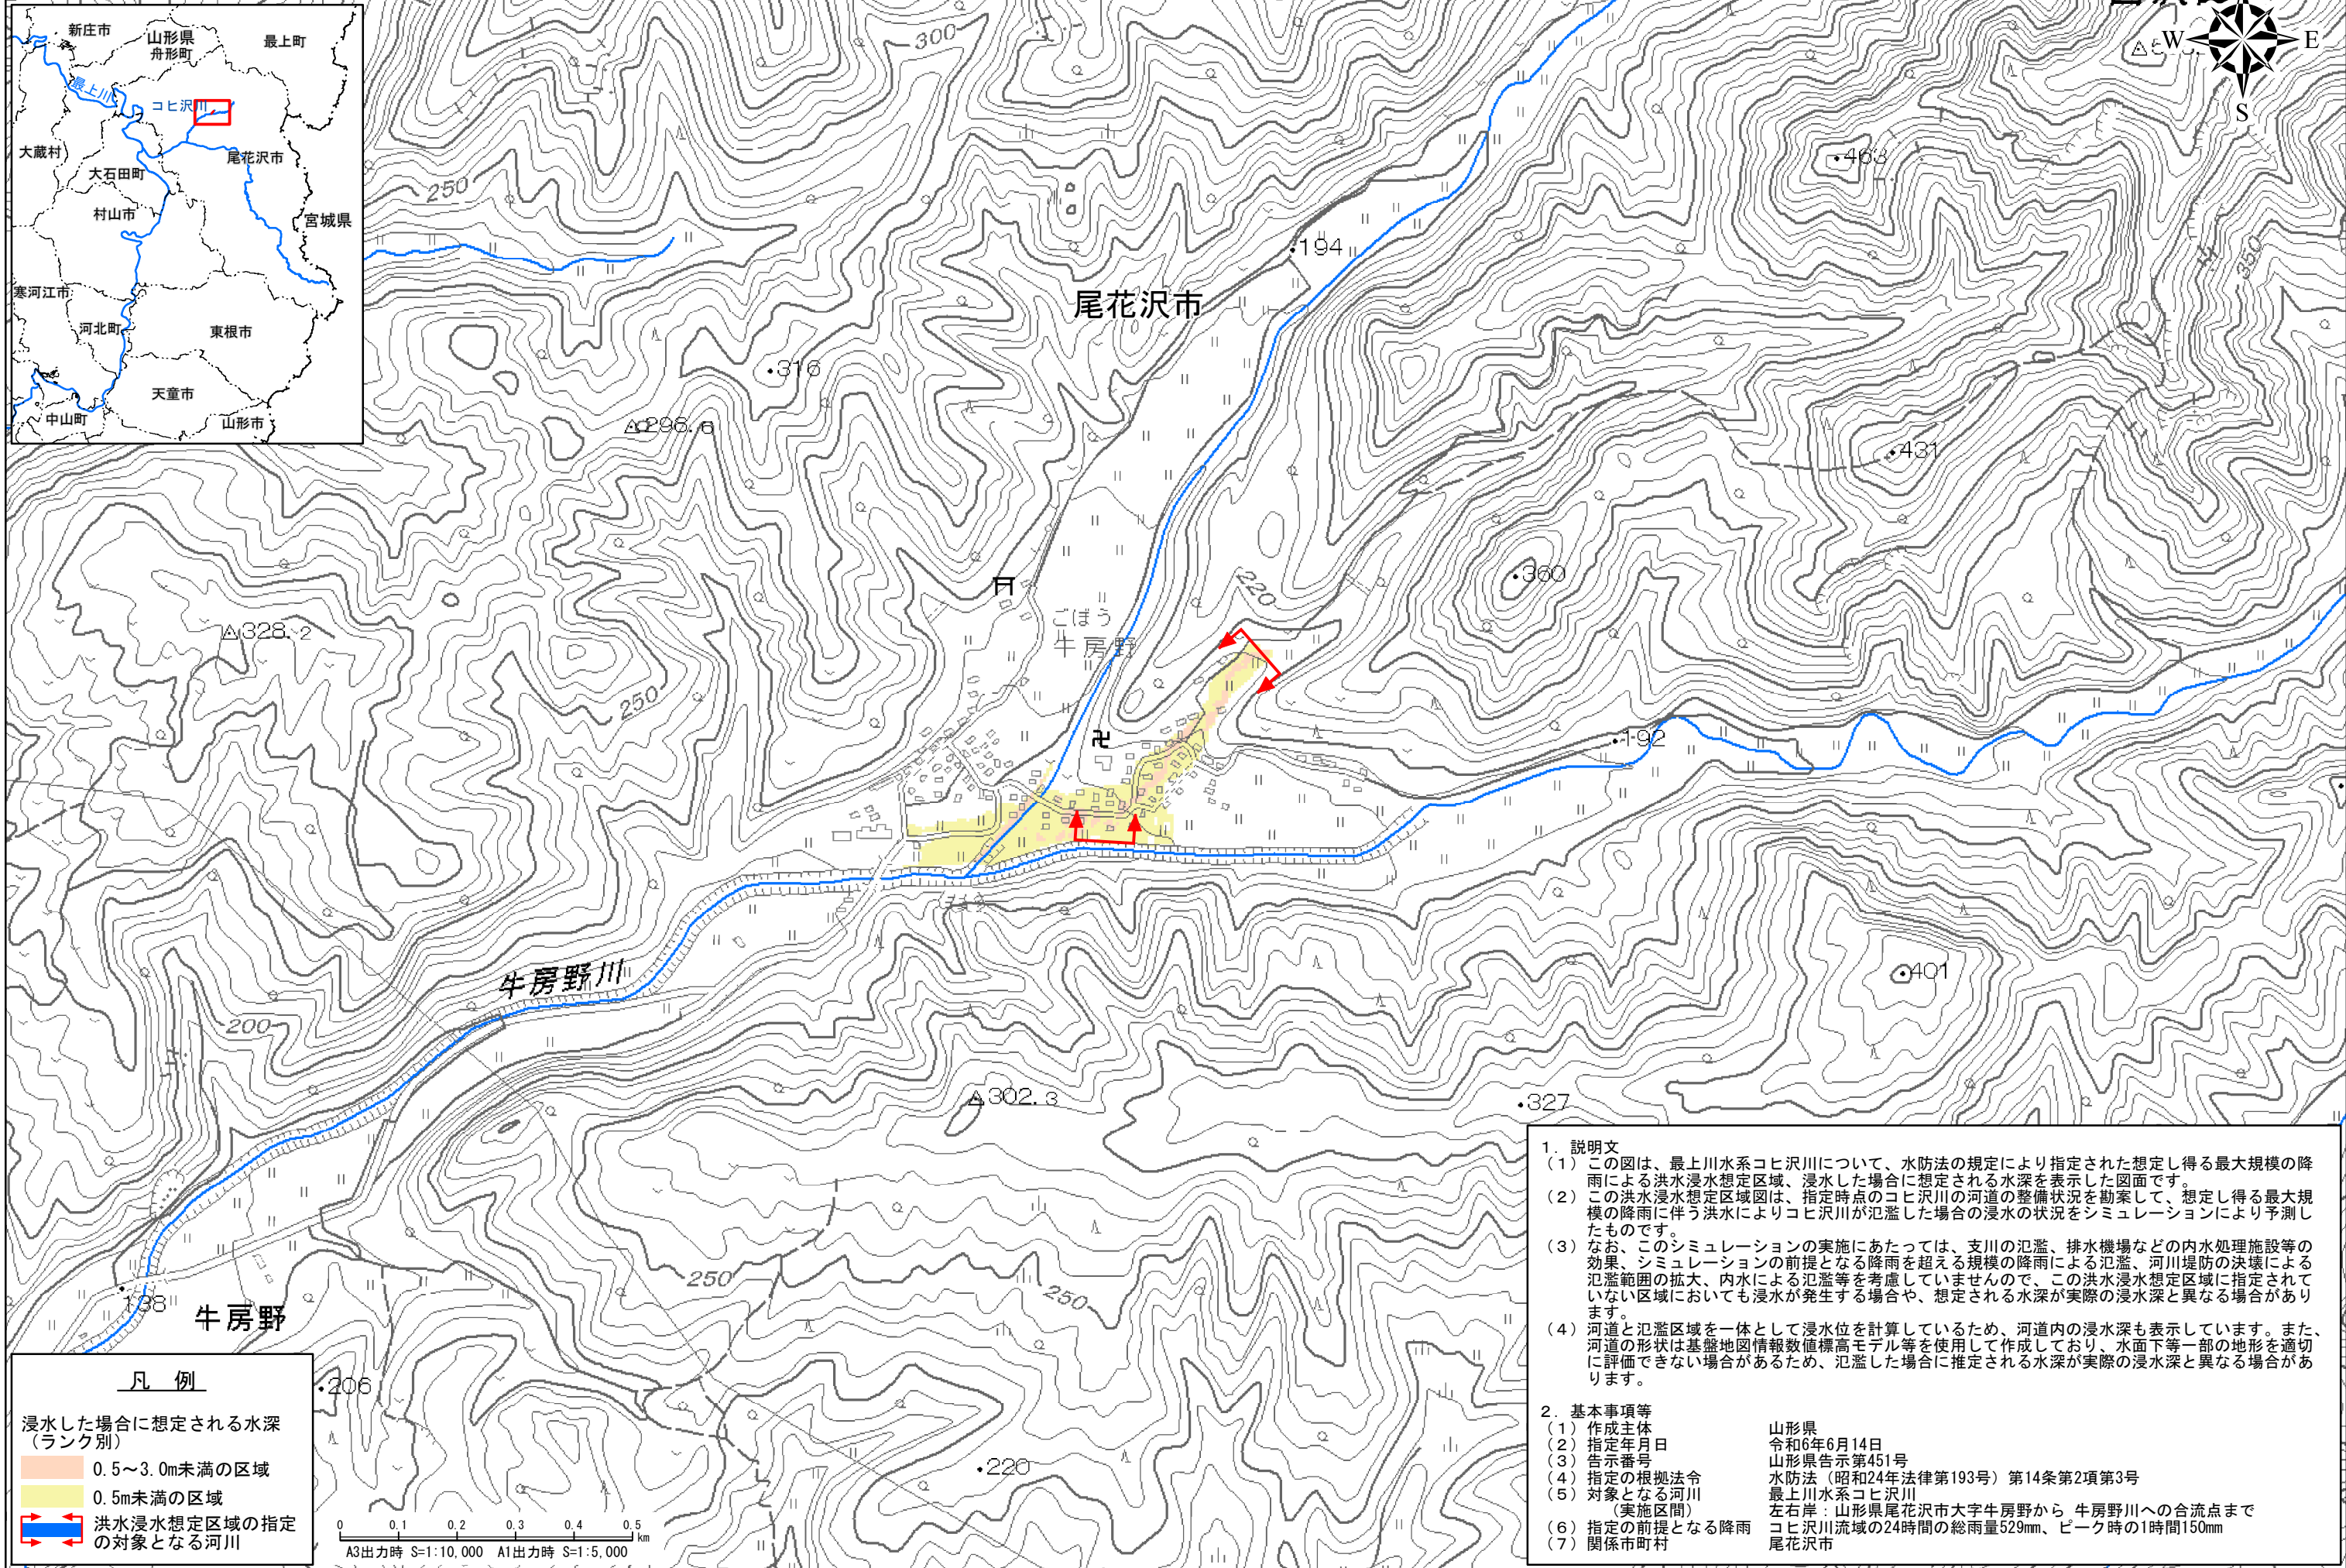 新庄市
山形県
舟形町
最上町
最上川
コヒ沢川
大蔵村
大石田町
尾花沢市
村山市
宮城県
寒河江市
河北町
東根市
天童市
中山町
山形市
W
E
S
300
250
194
463
350
尾花沢市
316
298.6
431
360
220
ごぼう
牛房野
328.2
250
192
牛房野川
401
200
302.3
327
250
250
138
牛房野
206
220
凡 例
浸水した場合に想定される水深
(ランク別)
0.5～3.0m未満の区域
0.5m未満の区域
洪水浸水想定区域の指定
の対象となる河川
0 0.1 0.2 0.3 0.4 0.5
km
A3出力時 S=1:10,000 A1出力時 S=1:5,000
1. 説明文
(1) この図は、最上川水系コヒ沢川について、水防法の規定により指定された想定し得る最大規模の降
雨による洪水浸水想定区域、浸水した場合に想定される水深を表示した図面です。
(2) この洪水浸水想定区域図は、指定時点のコヒ沢川の河道の整備状況を勘案して、想定し得る最大規
模の降雨に伴う洪水によりコヒ沢川が氾濫した場合の浸水の状況をシミュレーションにより予測し
たものです。
(3) なお、このシミュレーションの実施にあたっては、支川の氾濫、排水機場などの内水処理施設等の
効果、シミュレーションの前提となる降雨を超える規模の降雨による氾濫、河川堤防の決壊による
氾濫範囲の拡大、内水による氾濫等を考慮していませんので、この洪水浸水想定区域に指定されて
いない区域においても浸水が発生する場合や、想定される水深が実際の浸水深と異なる場合があり
ます。
(4) 河道と氾濫区域を一体として浸水位を計算しているため、河道内の浸水深も表示しています。また、
河道の形状は基盤地図情報数値標高モデル等を使用して作成しており、水面下等一部の地形を適切
に評価できない場合があるため、氾濫した場合に推定される水深が実際の浸水深と異なる場合があ
ります。
2. 基本事項等
(1) 作成主体 山形県
(2) 指定年月日 令和6年6月14日
(3) 告示番号 山形県告示第451号
(4) 指定の根拠法令 水防法（昭和24年法律第193号）第14条第2項第3号
(5) 対象となる河川 最上川水系コヒ沢川
(実施区間) 左右岸：山形県尾花沢市大字牛房野から 牛房野川への合流点まで
(6) 指定の前提となる降雨 コヒ沢川流域の24時間の総雨量529mm、ピーク時の1時間150mm
(7) 関係市町村 尾花沢市